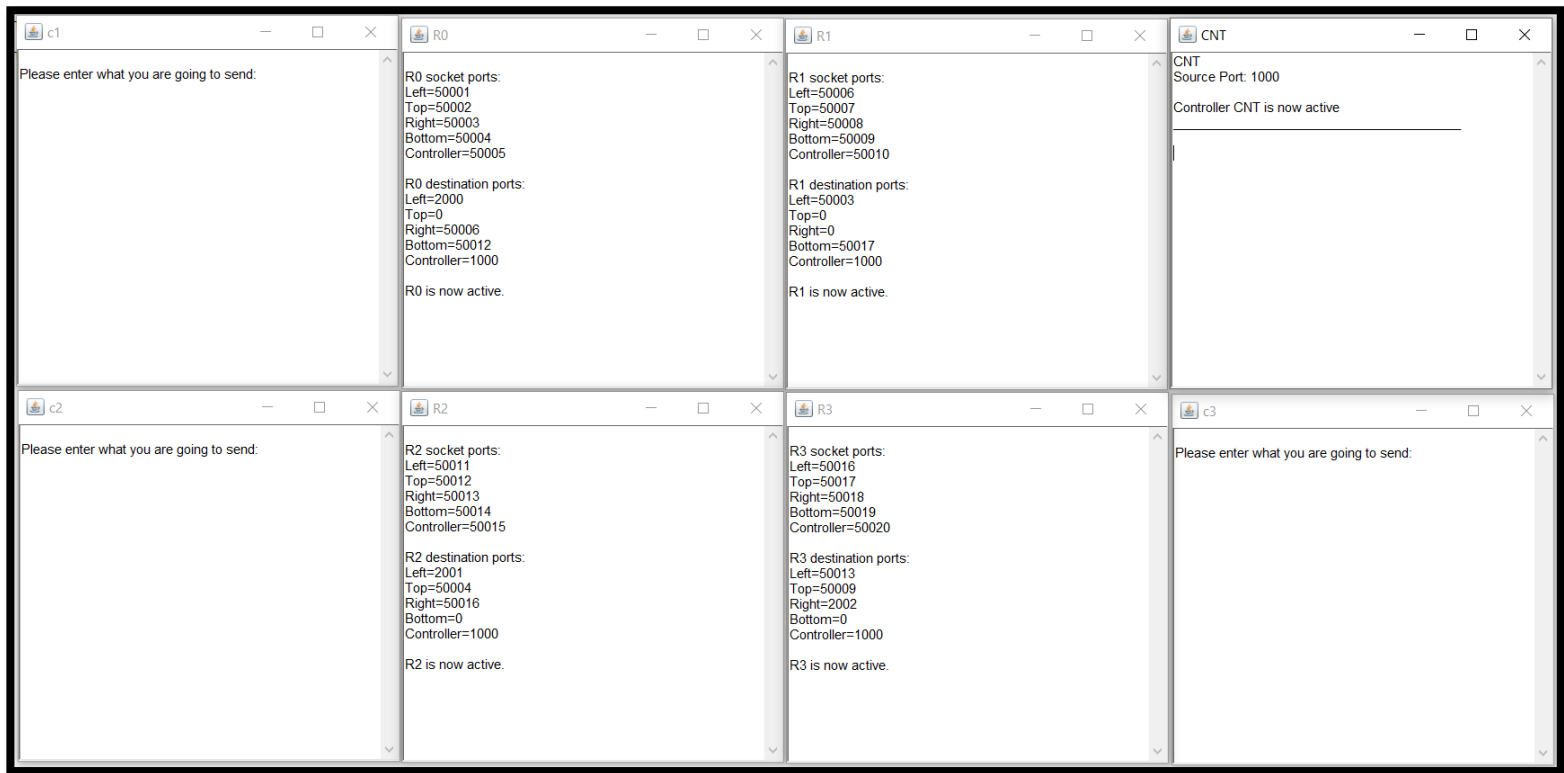 c1
Please enter what you are going to send:
R0
R0 socket ports:
Left=50001
Top=50002
Right=50003
Bottom=50004
Controller=50005
R0 destination ports:
Left=2000
Top=0
Right=50006
Bottom=50012
Controller=1000
R0 is now active.
R1
R1 socket ports:
Left=50006
Top=50007
Right=50008
Bottom=50009
Controller=50010
R1 destination ports:
Left=50003
Top=0
Right=0
Bottom=50017
Controller=1000
R1 is now active.
CNT
CNT
Source Port: 1000
Controller CNT is now active
c2
Please enter what you are going to send:
R2
R2 socket ports:
Left=50011
Top=50012
Right=50013
Bottom=50014
Controller=50015
R2 destination ports:
Left=2001
Top=50004
Right=50016
Bottom=0
Controller=1000
R2 is now active.
R3
R3 socket ports:
Left=50016
Top=50017
Right=50018
Bottom=50019
Controller=50020
R3 destination ports:
Left=50013
Top=50009
Right=2002
Bottom=0
Controller=1000
R3 is now active.
c3
Please enter what you are going to send: